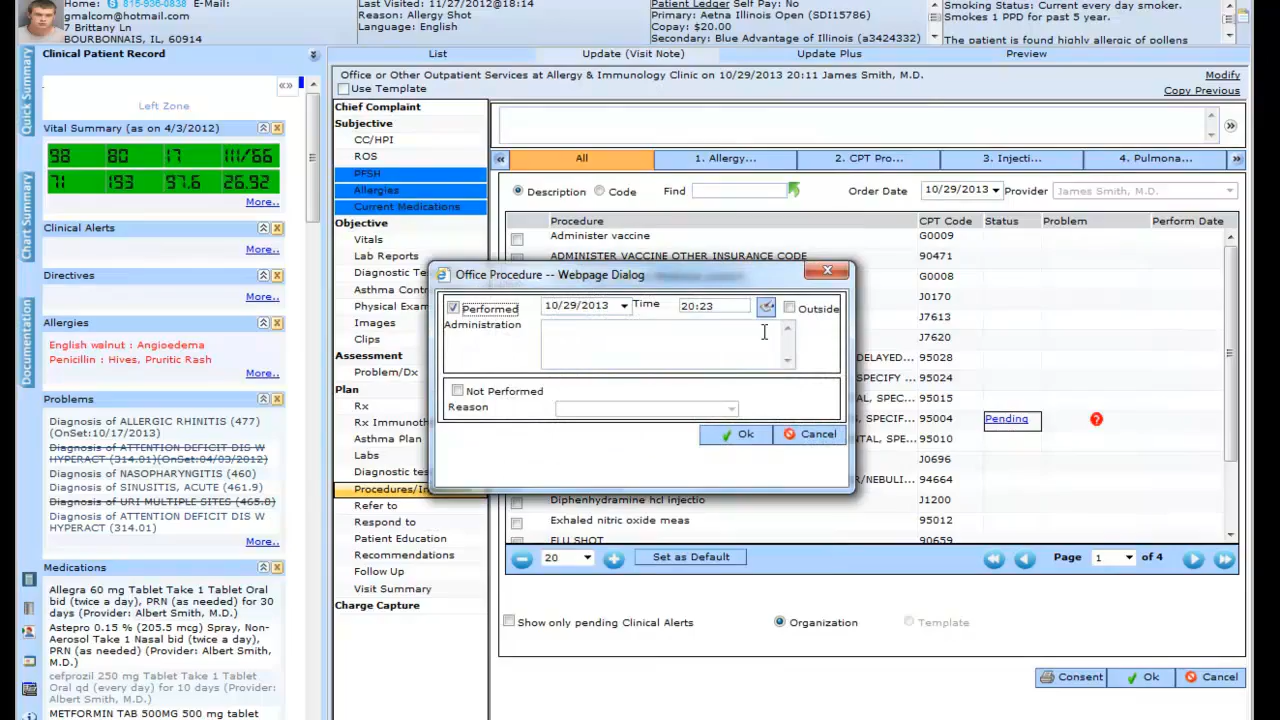 Home: 815-936-0838 E-Mail:
gmalcom@hotmail.com
7 Brittany Ln
BOURBONNAIS, IL, 60914
Last Visited: 11/27/2012@18:14
Reason: Allergy Shot
Language: English
Patient Ledger Self Pay: No
Primary: Aetna Illinois Open (SDI15786)
Copay: $20.00
Secondary: Blue Advantage of Illinois (a3424332)
Smoking Status: Current every day smoker.
Smokes 1 PPD for past 5 year.
The patient is found highly allergic of pollens
Quick Summary
Chart Summary
Documentation
Clinical Patient Record
Left Zone
Vital Summary (as on 4/3/2012)
98 80 17 111/66
71 193 97.6 26.92
More..
Clinical Alerts
More..
Directives
More..
Allergies
English walnut : Angioedema
Penicillin : Hives, Pruritic Rash
More..
Problems
Diagnosis of ALLERGIC RHINITIS (477)
(OnSet:10/17/2013)
Diagnosis of ATTENTION DEFICIT DIS W
HYPERACT (314.01)(OnSet:04/03/2012)
Diagnosis of NASOPHARYNGITIS (460)
Diagnosis of SINUSITIS, ACUTE (461.9)
Diagnosis of URI MULTIPLE SITES (465.8)
Diagnosis of ATTENTION DEFICIT DIS W
HYPERACT (314.01)
More..
Medications
Allegra 60 mg Tablet Take 1 Tablet Oral
bid (twice a day), PRN (as needed) for 30
days (Provider: Albert Smith, M.D.)
Astepro 0.15 % (205.5 mcg) Spray, Non-
Aerosol Take 1 Nasal bid (twice a day),
PRN (as needed) (Provider: Albert Smith,
M.D.)
cefprozil 250 mg Tablet Take 1 Tablet
Oral qd (every day) for 10 days (Provider:
Albert Smith, M.D.)
METFORMIN TAB 500MG 500 mg tablet
List Update (Visit Note) Update Plus Preview
Office or Other Outpatient Services at Allergy & Immunology Clinic on 10/29/2013 20:11 James Smith, M.D.
Modify
Use Template
Copy Previous
Chief Complaint
Subjective
CC/HPI
ROS
PFSH
Allergies
Current Medications
Objective
Vitals
Lab Reports
Diagnostic Te
Asthma Contr
Physical Exam
Images
Clips
Assessment
Problem/Dx
Plan
Rx
Rx Immunoth
Asthma Plan
Labs
Diagnostic tes
Procedures/In
Refer to
Respond to
Patient Education
Recommendations
Follow Up
Visit Summary
Charge Capture
All 1. Allergy... 2. CPT Pro... 3. Injecti... 4. Pulmona...
Description Code Find Order Date 10/29/2013 Provider James Smith, M.D.
Procedure CPT Code Status Problem Perform Date
Administer vaccine G0009
ADMINISTER VACCINE OTHER INSURANCE CODE 90471
G0008
J0170
J7613
J7620
DELAYED... 95028
SPECIFY ... 95024
AL, SPEC... 95015
, SPECIF... 95004 Pending
NTAL, SP... 95010
J0696
ER/NEBULI... 94664
Diphenhydramine hcl injectio J1200
Exhaled nitric oxide meas 95012
FLU SHOT 90659
Office Procedure -- Webpage Dialog
Performed 10/29/2013 Time 20:23 Outside
Administration
Not Performed
Reason
Ok Cancel
20 Set as Default Page 1 of 4
Show only pending Clinical Alerts Organization Template
Consent Ok Cancel